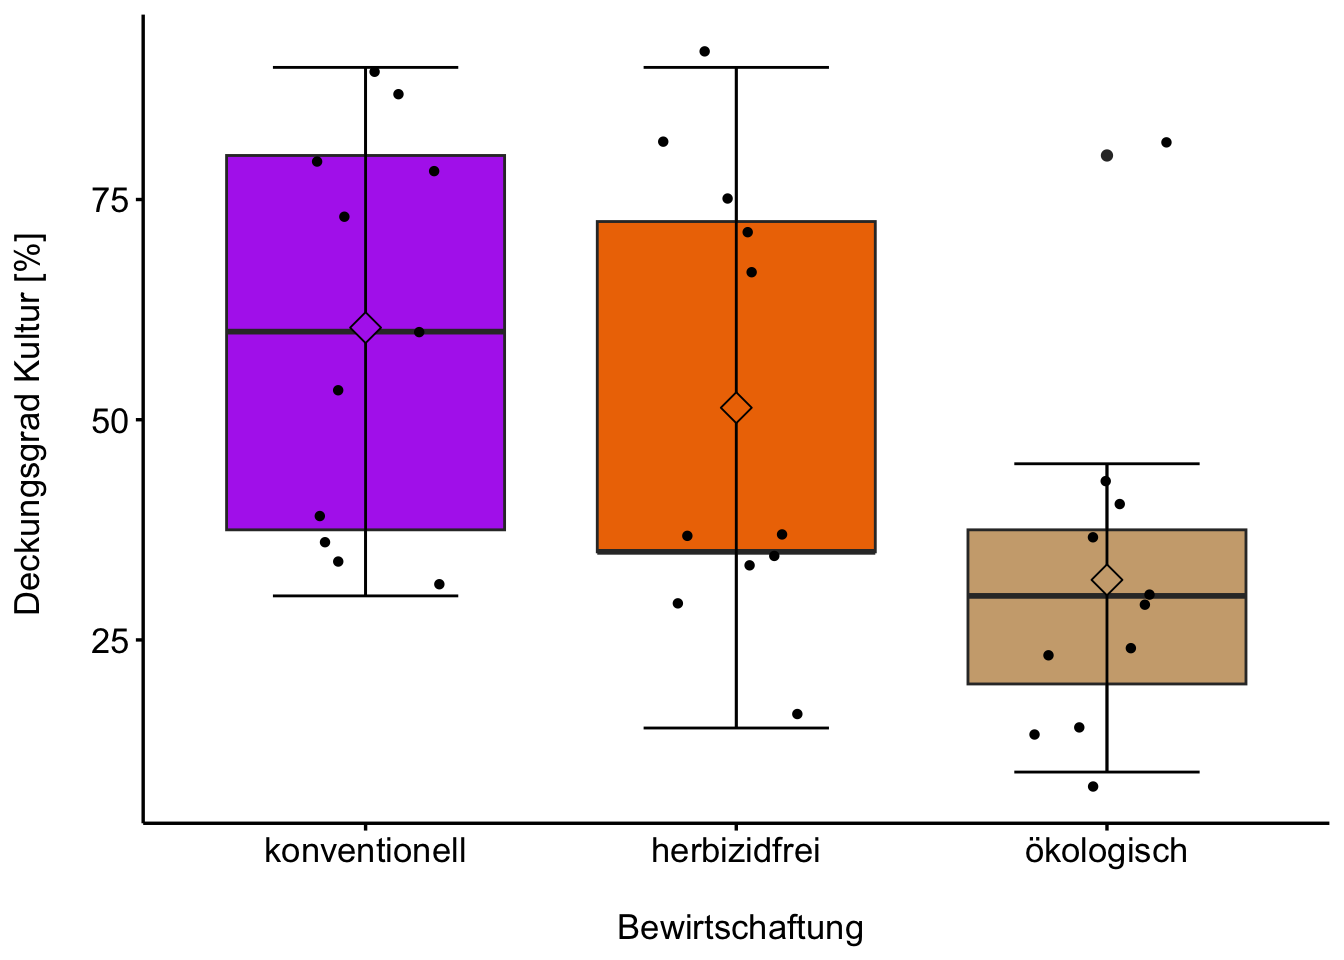 Deckungsgrad Kultur [%]
75
50
25
konventionell herbizidfrei ökologisch
Bewirtschaftung